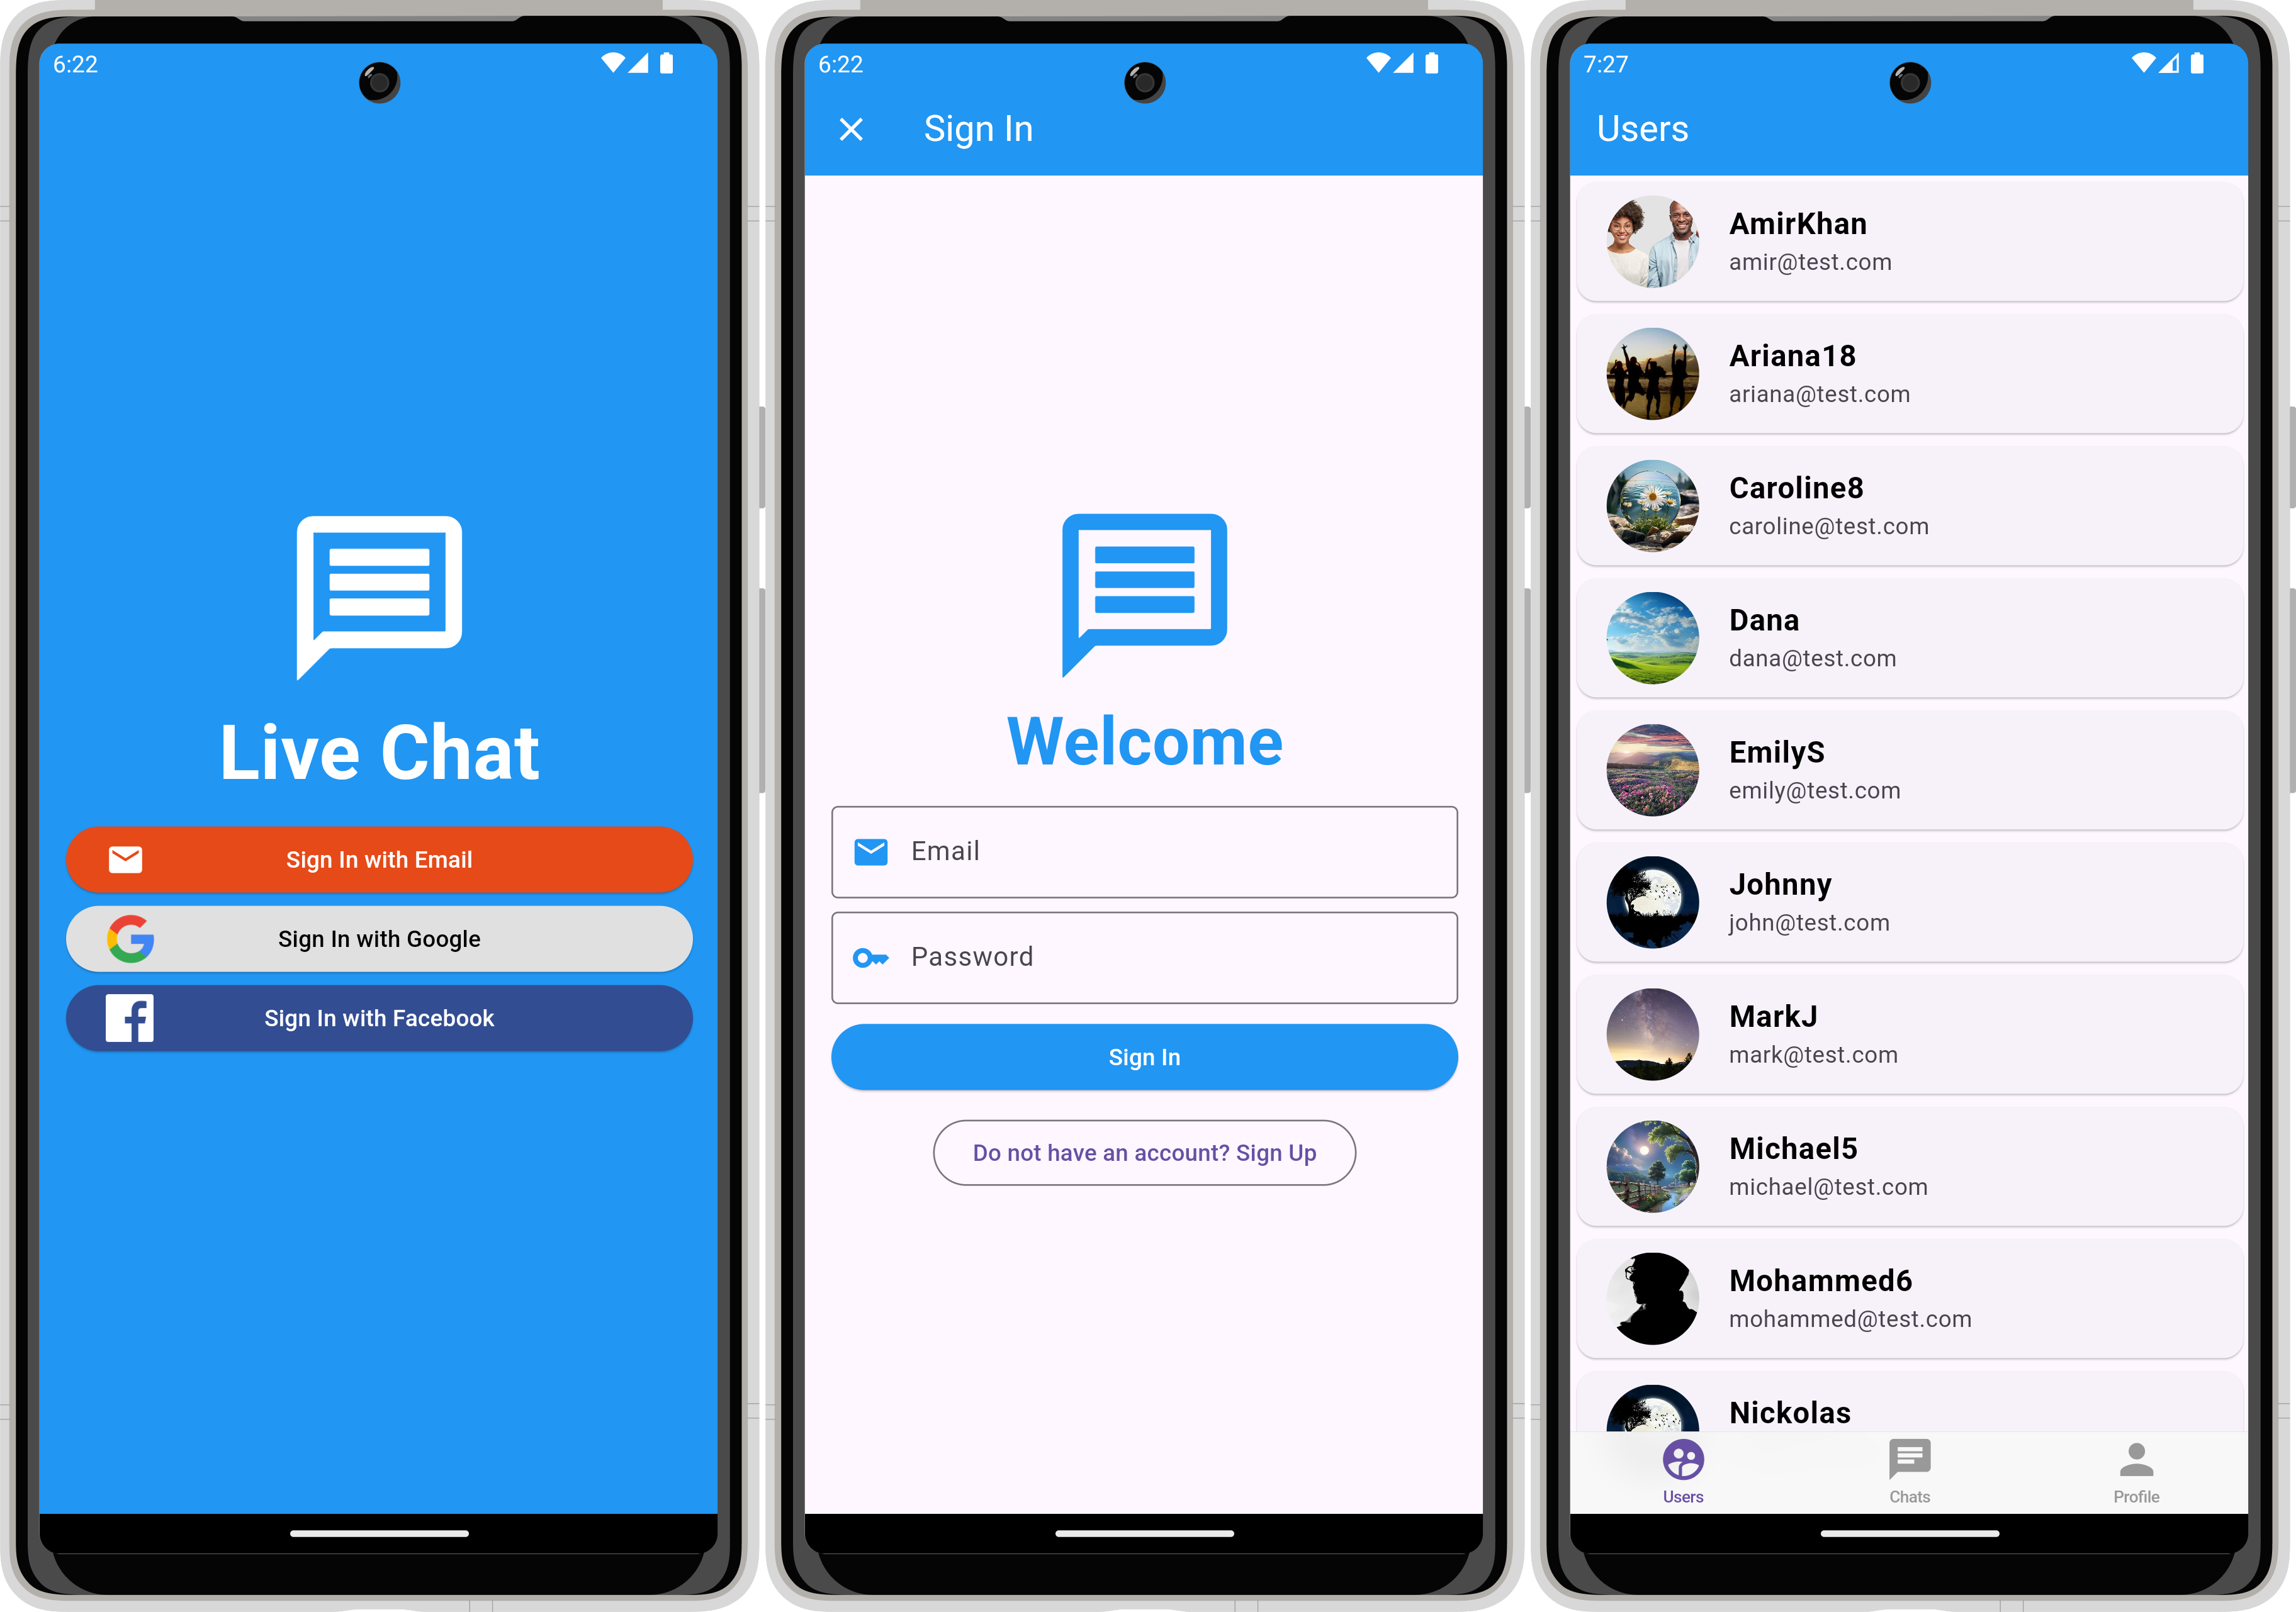 6:22
Live Chat
Sign In with Email
Sign In with Google
Sign In with Facebook
6:22
Sign In
Welcome
Email
Password
Sign In
Do not have an account? Sign Up
7:27
Users
AmirKhan
amir@test.com
Ariana18
ariana@test.com
Caroline8
caroline@test.com
Dana
dana@test.com
EmilyS
emily@test.com
Johnny
john@test.com
MarkJ
mark@test.com
Michael5
michael@test.com
Mohammed6
mohammed@test.com
Nickolas
Users
Chats
Profile